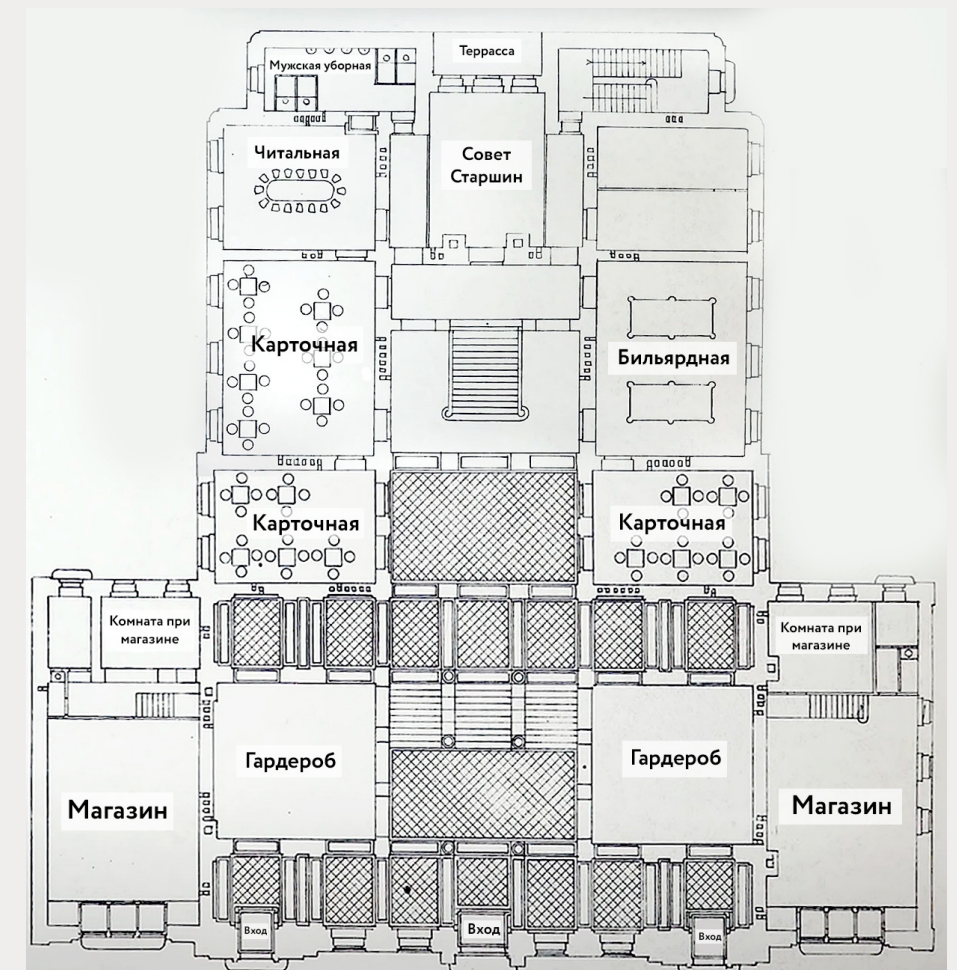 Террасса
Мужская уборная
Читальная
Совет
Старшин
Карточная
Бильярдная
Карточная
Карточная
Комната при
магазине
Комната при
магазине
Гардероб
Гардероб
Магазин
Магазин
Вход
Вход
Вход